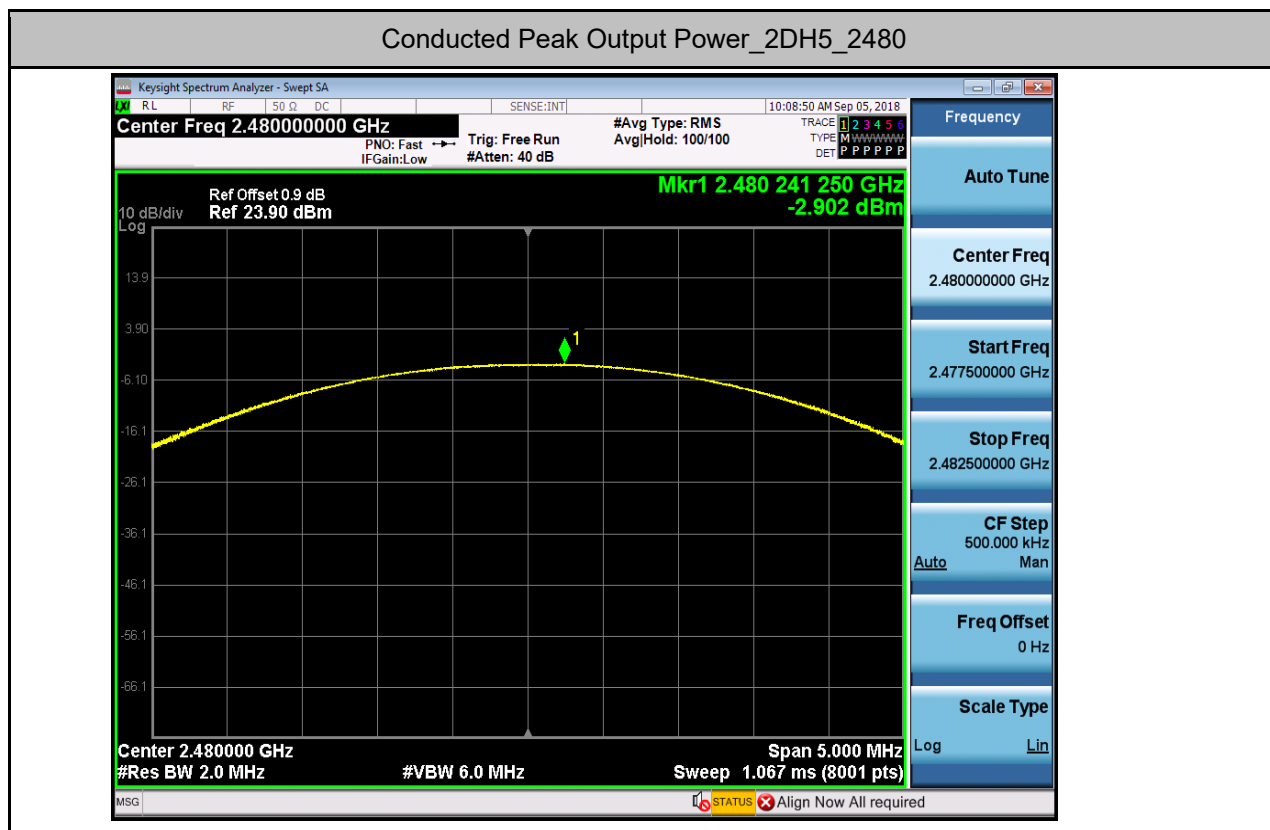 Conducted Peak Output Power_2DH5_2480
Keysight Spectrum Analyzer - Swept SA
LXI RL RF 50 Ω DC SENSE:INT 10:08:50 AM Sep 05, 2018
Center Freq 2.480000000 GHz
PNO: Fast
IFGain:Low
Trig: Free Run
#Atten: 40 dB
#Avg Type: RMS
Avg|Hold: 100/100
TRACE 1 2 3 4 5 6
TYPE M WWWWW
DET P P P P P P
Mkr1 2.480 241 250 GHz
-2.902 dBm
Ref Offset 0.9 dB
10 dB/div Ref 23.90 dBm
Log
1
13.9
3.90
-6.10
-16.1
-26.1
-36.1
-46.1
-56.1
-66.1
Center 2.480000 GHz Span 5.000 MHz
#Res BW 2.0 MHz #VBW 6.0 MHz Sweep 1.067 ms (8001 pts)
MSG STATUS Align Now All required
Frequency
Auto Tune
Center Freq
2.480000000 GHz
Start Freq
2.477500000 GHz
Stop Freq
2.482500000 GHz
CF Step
500.000 kHz
Auto Man
Freq Offset
0 Hz
Scale Type
Log Lin